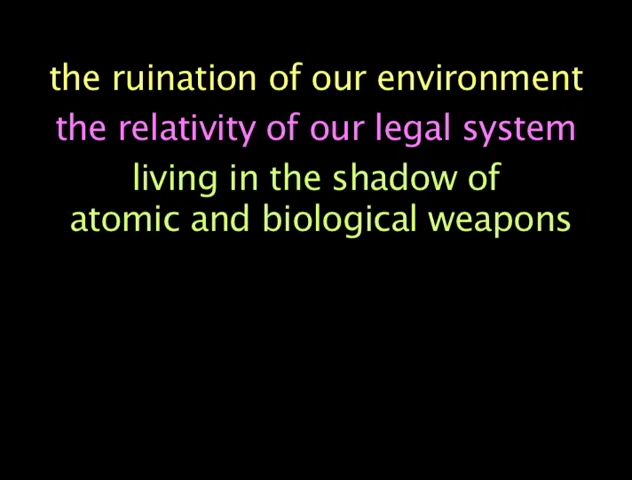 the ruination of our environment
the relativity of our legal system
living in the shadow of
atomic and biological weapons